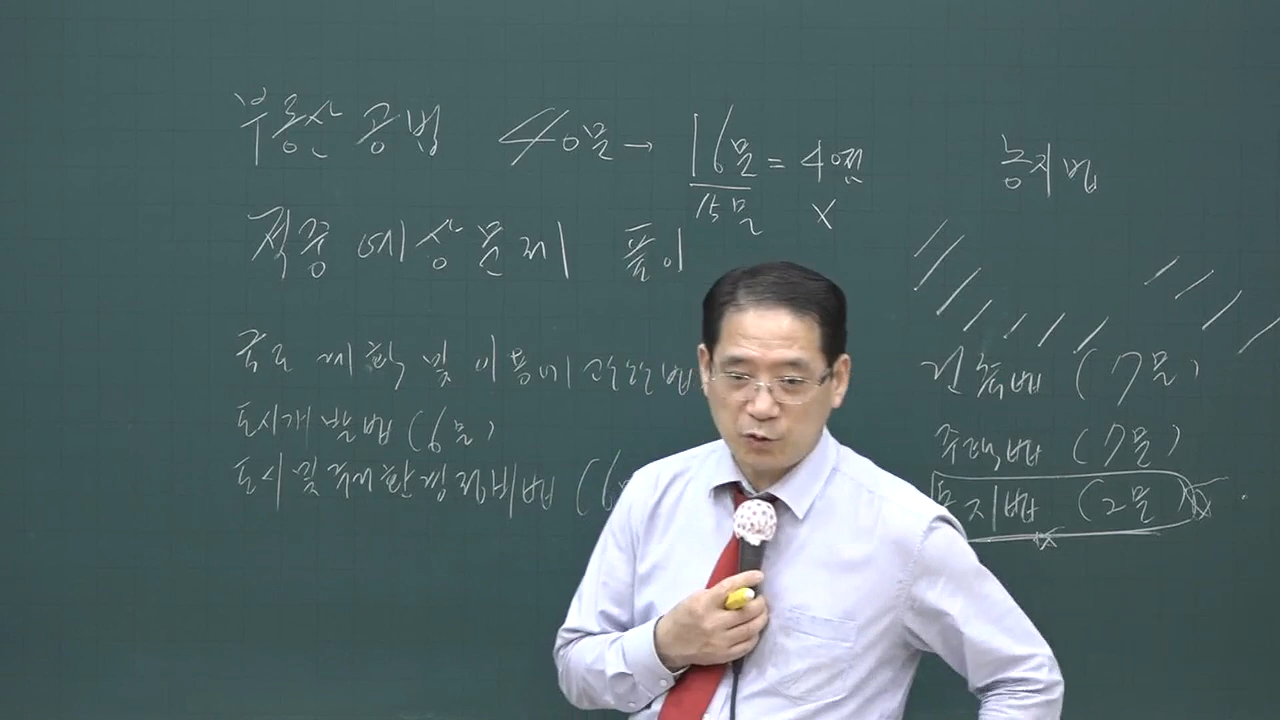 부동산 공법 40문 → 16문 = 4면
15문 X
적중 예상문제 풀이
농지법
국토계획 및 이용에 관한 법
도시개발법 (6문)
도시 및 주거환경정비법 (6
건축법 (7문)
주택법 (7문)
농지법 (2문)